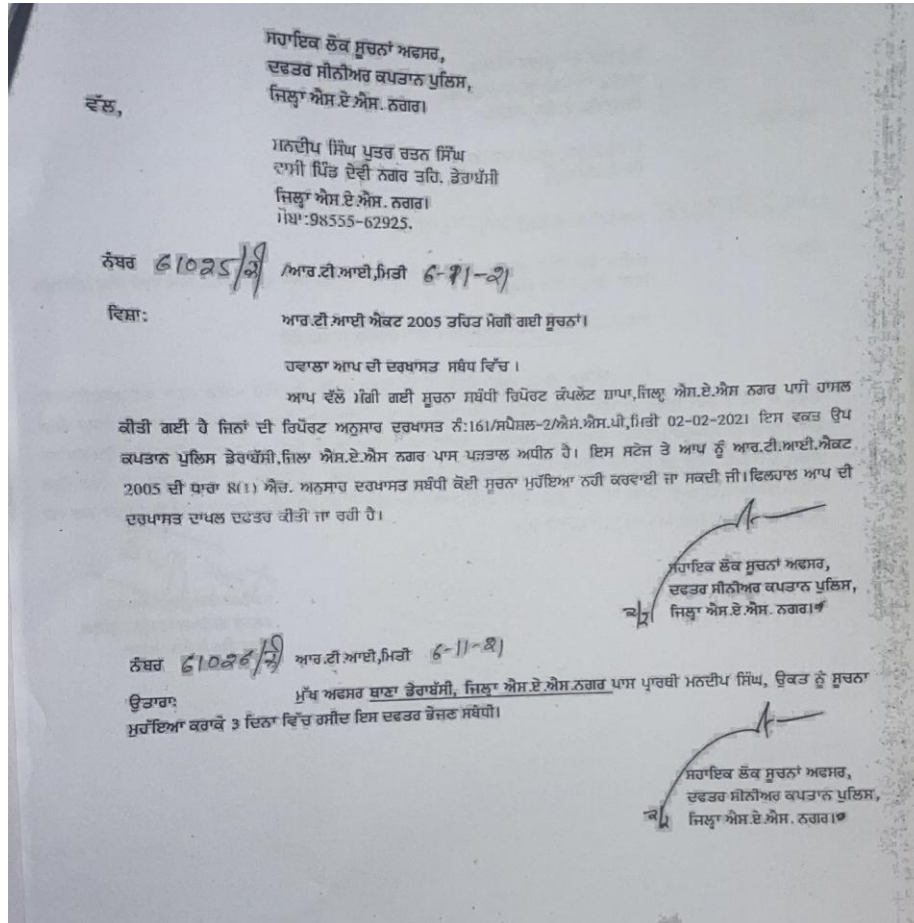 ਸਹਾਇਕ ਲੋਕ ਸੂਚਨਾਂ ਅਫਸਰ,
ਦਫਤਰ ਸੀਨੀਅਰ ਕਪਤਾਨ ਪੁਲਿਸ,
ਜਿਲ੍ਹਾ ਐਸ.ਏ.ਐਸ. ਨਗਰ।
ਵੱਲ,
ਮਨਦੀਪ ਸਿੰਘ ਪੁਤਰ ਰਤਨ ਸਿੰਘ
ਵਾਸੀ ਪਿੰਡ ਦੇਵੀ ਨਗਰ ਤਹਿ. ਡੇਰਾਬੱਸੀ
ਜਿਲ੍ਹਾ ਐਸ.ਏ.ਐਸ. ਨਗਰ।
ਮੋਬਾ:98555-62925.
ਨੰਬਰ 61025/ /ਆਰ.ਟੀ.ਆਈ,ਮਿਤੀ 6-11-21
ਵਿਸ਼ਾ: ਆਰ.ਟੀ.ਆਈ ਐਕਟ 2005 ਤਹਿਤ ਮੰਗੀ ਗਈ ਸੂਚਨਾਂ।
ਹਵਾਲਾ ਆਪ ਦੀ ਦਰਖਾਸਤ ਸਬੰਧ ਵਿੱਚ ।
ਆਪ ਵੱਲੋ ਮੰਗੀ ਗਈ ਸੂਚਨਾ ਸਬੰਧੀ ਰਿਪੋਰਟ ਕੰਪਲੇਂਟ ਸ਼ਾਖਾ,ਜਿਲ੍ਹਾ ਐਸ.ਏ.ਐਸ ਨਗਰ ਪਾਸੋਂ ਹਾਸਲ
ਕੀਤੀ ਗਈ ਹੈ ਜਿਨਾਂ ਦੀ ਰਿਪੋਰਟ ਅਨੁਸਾਰ ਦਰਖਾਸਤ ਨੰ:161/ਸਪੈਸ਼ਲ-2/ਐਸ.ਐਸ.ਪੀ,ਮਿਤੀ 02-02-2021 ਇਸ ਵਕਤ ਉਪ
ਕਪਤਾਨ ਪੁਲਿਸ ਡੇਰਾਬੱਸੀ,ਜਿਲਾ ਐਸ.ਏ.ਐਸ ਨਗਰ ਪਾਸ ਪੜਤਾਲ ਅਧੀਨ ਹੈ। ਇਸ ਸਟੇਜ ਤੇ ਆਪ ਨੂੰ ਆਰ.ਟੀ.ਆਈ.ਐਕਟ
2005 ਦੀ ਧਾਰਾ 8(1) ਐਚ. ਅਨੁਸਾਰ ਦਰਖਾਸਤ ਸਬੰਧੀ ਕੋਈ ਸੂਚਨਾ ਮੁਹੱਇਆ ਨਹੀ ਕਰਵਾਈ ਜਾ ਸਕਦੀ ਜੀ।ਫਿਲਹਾਲ ਆਪ ਦੀ
ਦਰਖਾਸਤ ਦਾਖਲ ਦਫਤਰ ਕੀਤੀ ਜਾ ਰਹੀ ਹੈ।
ਸਹਾਇਕ ਲੋਕ ਸੂਚਨਾਂ ਅਫਸਰ,
ਦਫਤਰ ਸੀਨੀਅਰ ਕਪਤਾਨ ਪੁਲਿਸ,
ਜਿਲ੍ਹਾ ਐਸ.ਏ.ਐਸ. ਨਗਰ।
ਨੰਬਰ 61026/ ਆਰ.ਟੀ.ਆਈ,ਮਿਤੀ 6-11-21
ਉਤਾਰਾ: ਮੁੱਖ ਅਫਸਰ ਥਾਣਾ ਡੇਰਾਬੱਸੀ, ਜਿਲ੍ਹਾ ਐਸ.ਏ.ਐਸ.ਨਗਰ ਪਾਸ ਪ੍ਰਾਰਥੀ ਮਨਦੀਪ ਸਿੰਘ, ਉਕਤ ਨੂੰ ਸੂਚਨਾ
ਮੁਹੱਇਆ ਕਰਾਕੇ 3 ਦਿਨਾ ਵਿੱਚ ਰਸੀਦ ਇਸ ਦਫਤਰ ਭੇਜਣ ਸਬੰਧੀ।
ਸਹਾਇਕ ਲੋਕ ਸੂਚਨਾਂ ਅਫਸਰ,
ਦਫਤਰ ਸੀਨੀਅਰ ਕਪਤਾਨ ਪੁਲਿਸ,
ਜਿਲ੍ਹਾ ਐਸ.ਏ.ਐਸ. ਨਗਰ।